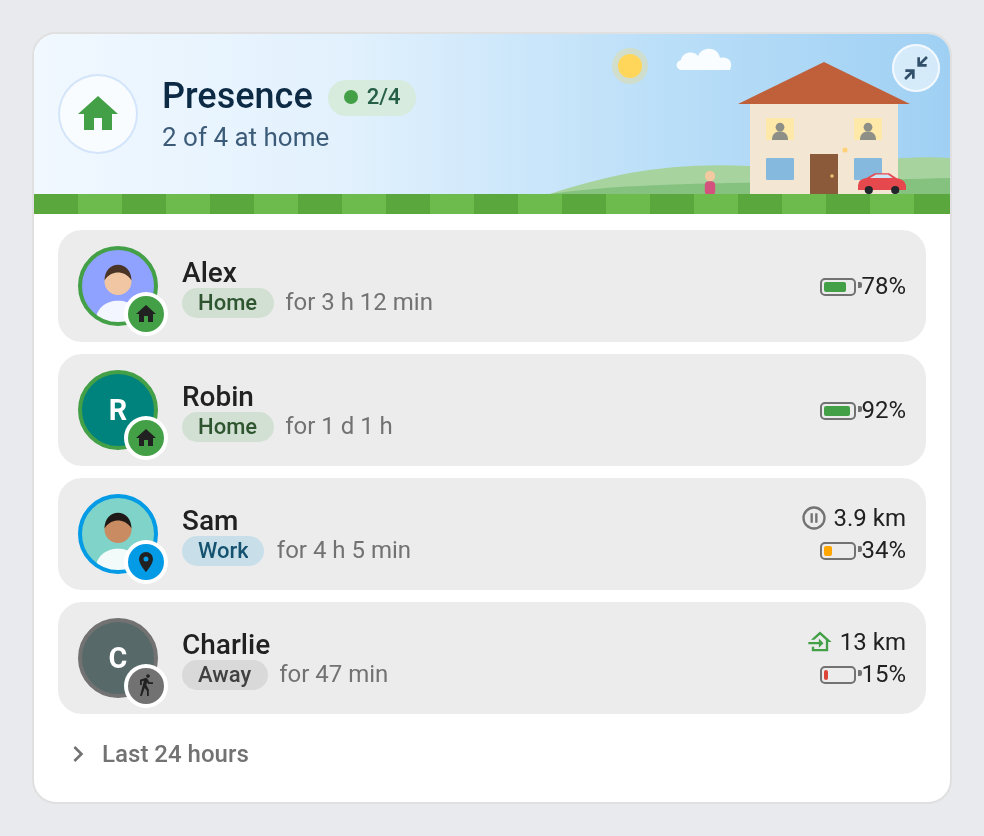 Presence
2/4
2 of 4 at home
Alex
Home for 3 h 12 min
78%
R
Robin
Home for 1 d 1 h
92%
Sam
Work for 4 h 5 min
3.9 km
34%
C
Charlie
Away for 47 min
13 km
15%
Last 24 hours